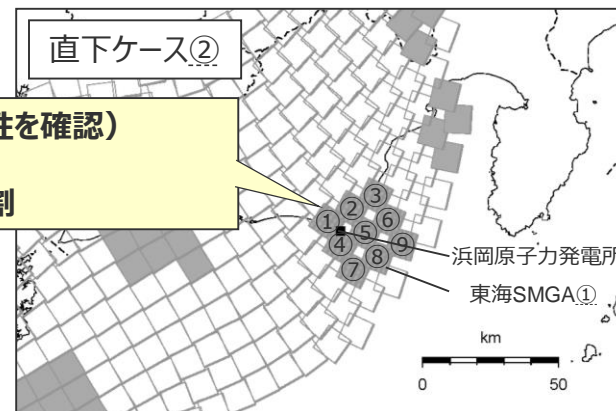 直下ケース②
性を確認）
割
③
② ⑥
① ⑤ ⑨
④ ⑧
⑦
浜岡原子力発電所
東海SMGA①
km
0 50